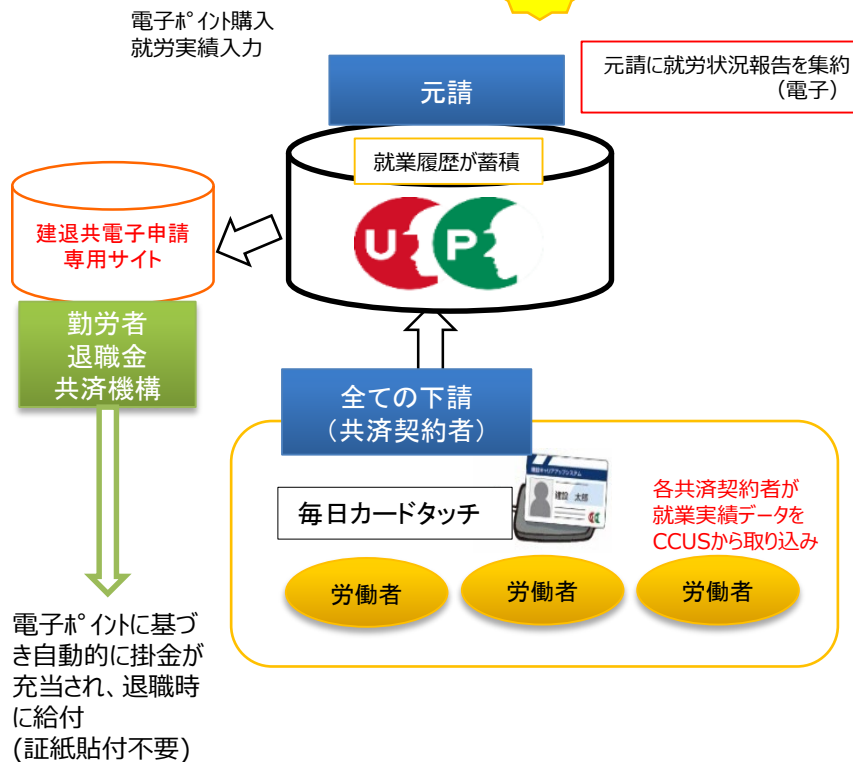 電子ポイント購入
就労実績入力
元請
元請に就労状況報告を集約
（電子）
就業履歴が蓄積
UP
建退共電子申請
専用サイト
勤労者
退職金
共済機構
全ての下請
（共済契約者）
建設キャリアアップシステム
建設 太郎
毎日カードタッチ
各共済契約者が
就業実績データを
CCUSから取り込み
労働者
労働者
労働者
電子ポイントに基づ
き自動的に掛金が
充当され、退職時
に給付
(証紙貼付不要)